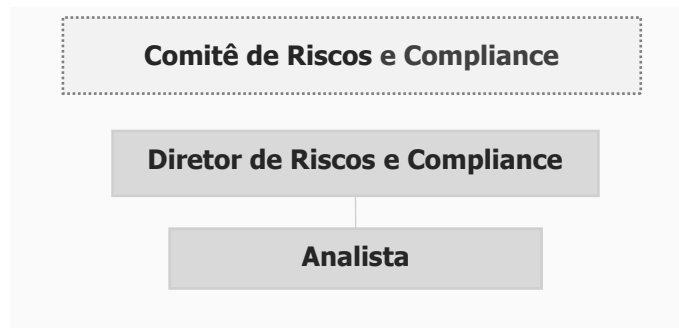 Comitê de Riscos e Compliance
Diretor de Riscos e Compliance
Analista